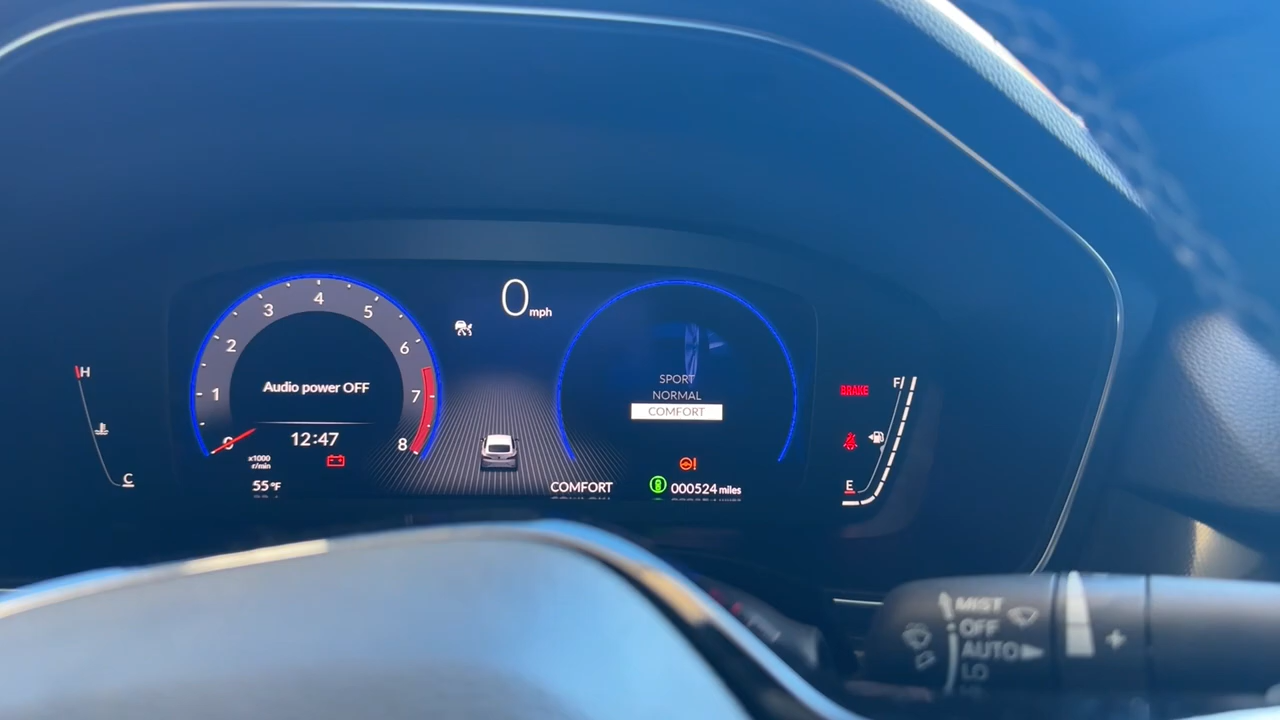 0 mph
1
2
3
4
5
6
7
8
0
Audio power OFF
12:47
x1000
r/min
55°F
H
C
SPORT
NORMAL
COMFORT
COMFORT
000524 miles
BRAKE
F
E
MIST
OFF
AUTO
LO